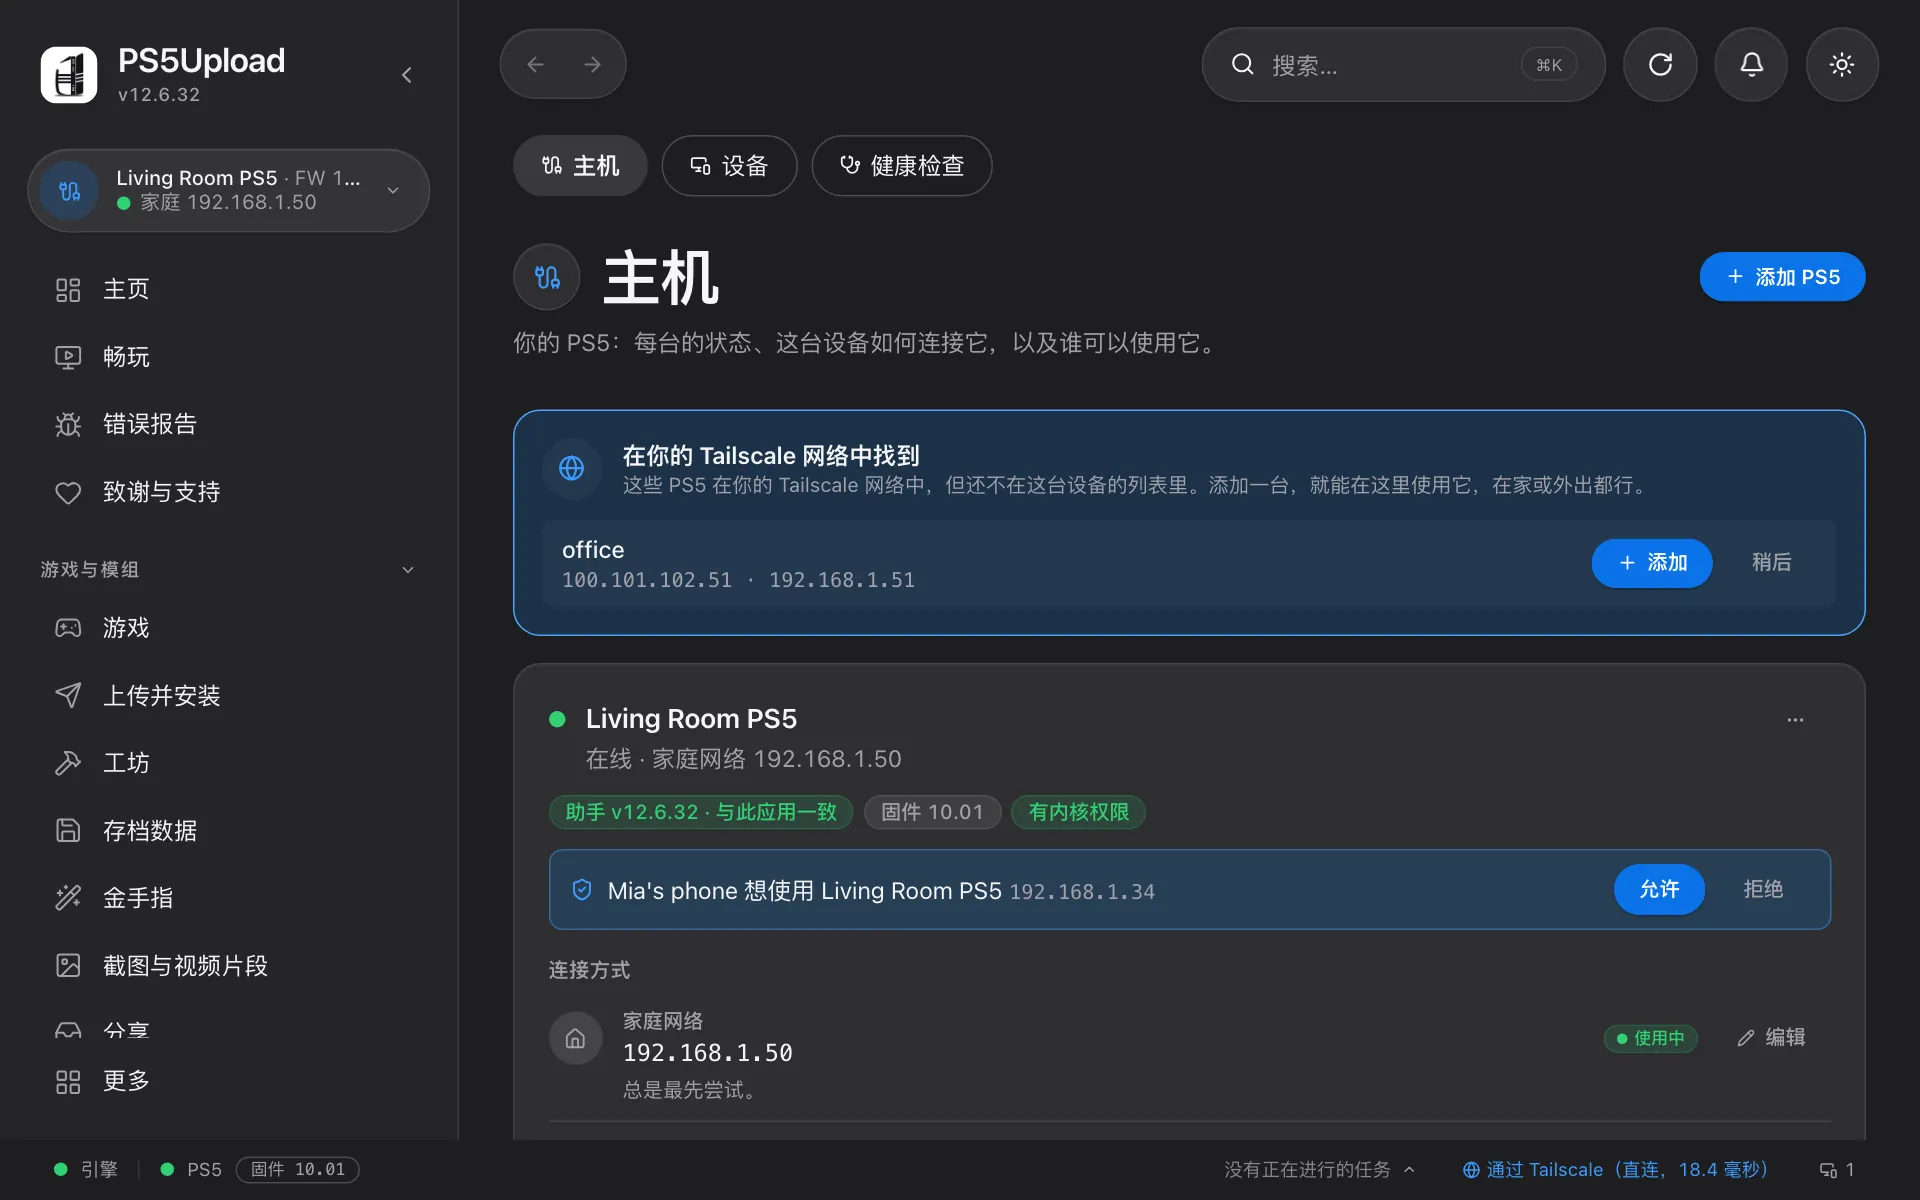 PS5Upload
v12.6.32
Living Room PS5 · FW 1...
家庭 192.168.1.50
主页
畅玩
错误报告
致谢与支持
游戏与模组
游戏
上传并安装
工坊
存档数据
金手指
截图与视频片段
分享
更多
搜索...
⌘K
主机
设备
健康检查
主机
添加 PS5
你的 PS5：每台的状态、这台设备如何连接它，以及谁可以使用它。
在你的 Tailscale 网络中找到
这些 PS5 在你的 Tailscale 网络中，但还不在这台设备的列表里。添加一台，就能在这里使用它，在家或外出都行。
office
100.101.102.51 · 192.168.1.51
添加
稍后
Living Room PS5
在线 · 家庭网络 192.168.1.50
助手 v12.6.32 · 与此应用一致
固件 10.01
有内核权限
Mia's phone 想使用 Living Room PS5 192.168.1.34
允许
拒绝
连接方式
家庭网络
192.168.1.50
总是最先尝试。
使用中
编辑
引擎
PS5
固件 10.01
没有正在进行的任务
通过 Tailscale（直连，18.4 毫秒）
1